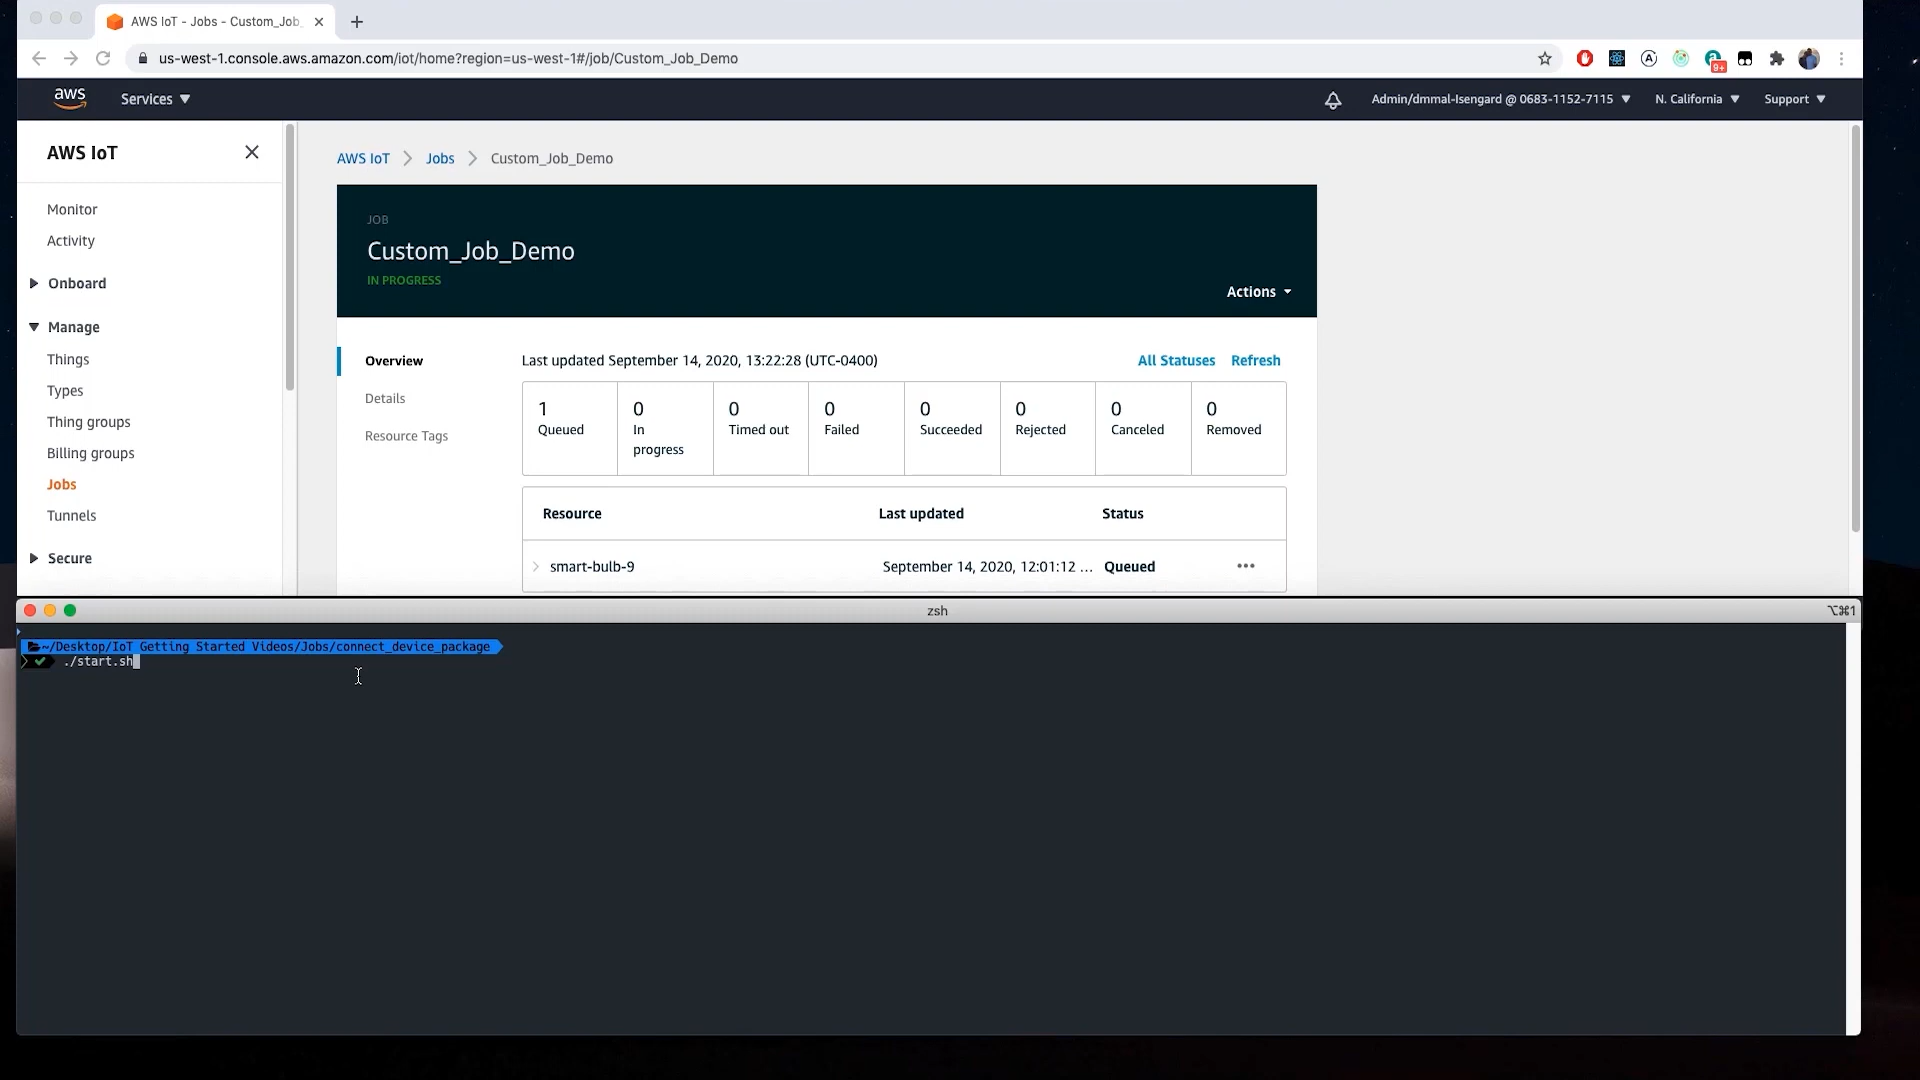 AWS IoT - Jobs - Custom_Job_
us-west-1.console.aws.amazon.com/iot/home?region=us-west-1#/job/Custom_Job_Demo
9+
aws
Services
Admin/dmmal-Isengard @ 0683-1152-7115
N. California
Support
AWS IoT
Monitor
Activity
Onboard
Manage
Things
Types
Thing groups
Billing groups
Jobs
Tunnels
Secure
AWS IoT
Jobs
Custom_Job_Demo
JOB
Custom_Job_Demo
IN PROGRESS
Actions
Overview
Details
Resource Tags
Last updated September 14, 2020, 13:22:28 (UTC-0400)
All Statuses
Refresh
1
Queued
0
In
progress
0
Timed out
0
Failed
0
Succeeded
0
Rejected
0
Canceled
0
Removed
Resource
Last updated
Status
smart-bulb-9
September 14, 2020, 12:01:12 ...
Queued
zsh
⌥⌘1
~/Desktop/IoT Getting Started Videos/Jobs/connect_device_package
./start.sh